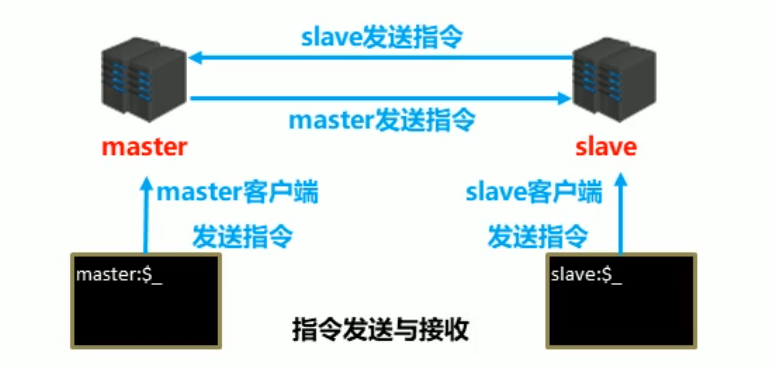 slave发送指令
master发送指令
master
slave
master客户端
发送指令
slave客户端
发送指令
master:$_
slave:$_
指令发送与接收